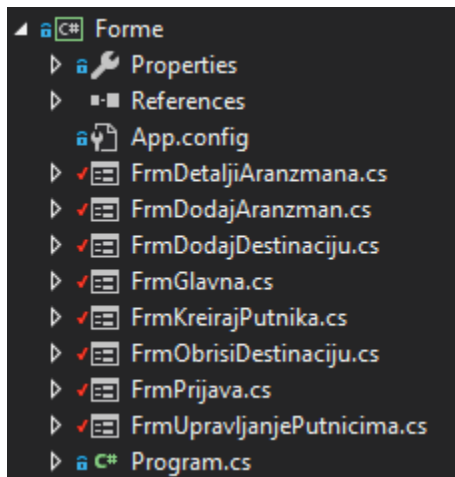 C# Forme
Properties
References
App.config
FrmDetaljiAranzmana.cs
FrmDodajAranzman.cs
FrmDodajDestinaciju.cs
FrmGlavna.cs
FrmKreirajPutnika.cs
FrmObrisiDestinaciju.cs
FrmPrijava.cs
FrmUpravljanjePutnicima.cs
C# Program.cs